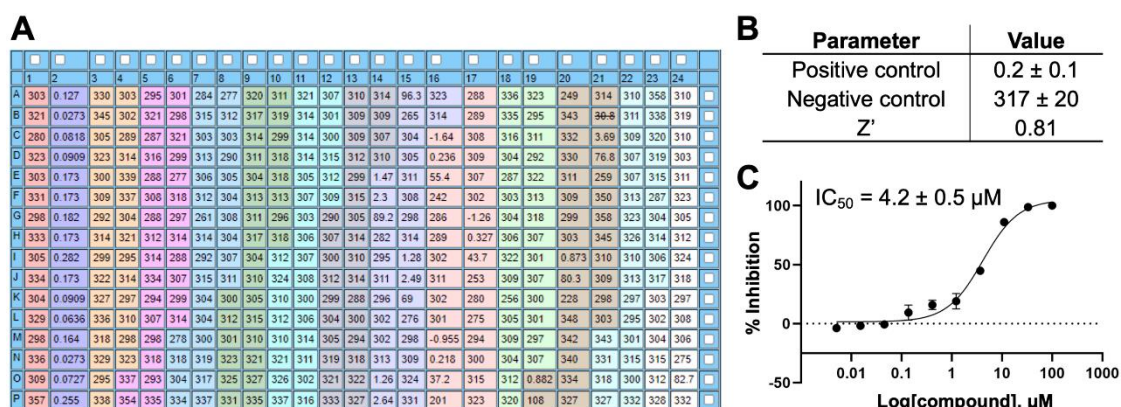 A
1 2 3 4 5 6 7 8 9 10 11 12 13 14 15 16 17 18 19 20 21 22 23 24
A 303 0.127 330 303 295 301 284 277 320 311 321 307 310 314 96.3 323 288 336 323 249 314 310 358 310
B 321 0.0273 345 302 321 298 315 312 317 319 314 301 309 309 265 314 289 335 295 343 30.8 311 338 319
C 280 0.0818 305 289 287 321 303 303 314 299 314 300 309 307 304 -1.64 308 316 311 332 3.69 309 320 310
D 323 0.0909 323 314 316 299 313 290 311 318 314 315 312 310 305 0.236 309 304 292 330 76.8 313 319 303
E 303 0.173 300 339 288 307 306 305 304 318 305 312 299 1.47 311 55.4 307 287 322 311 259 307 315 311
F 331 0.173 309 337 308 318 312 304 313 313 307 309 315 2.3 308 242 302 303 313 309 350 313 287 323
G 298 0.182 292 304 288 297 261 308 311 296 303 290 305 89.2 298 286 -1.26 304 318 299 358 323 304 305
H 333 0.173 314 321 312 314 314 304 317 318 306 307 314 282 314 289 0.327 306 307 303 345 326 314 312
I 305 0.282 299 295 314 288 292 307 304 312 307 300 310 295 1.28 302 43.7 322 301 0.873 310 310 306 324
J 334 0.173 322 314 334 307 315 311 310 324 308 312 314 311 2.49 311 253 309 307 80.3 309 313 317 318
K 304 0.0909 327 297 294 299 304 300 305 310 300 299 288 296 69 302 280 256 300 228 298 297 303 297
L 329 0.0636 336 310 307 314 304 312 315 312 306 304 300 302 276 301 275 305 301 348 303 295 302 308
M 298 0.164 318 298 298 278 300 301 310 310 304 305 294 302 298 -0.955 294 309 297 342 343 301 304 306
N 336 0.0273 329 323 318 318 319 323 321 321 311 319 318 313 309 0.218 300 304 307 340 331 315 315 275
O 309 0.0727 295 337 293 304 317 325 327 326 302 321 322 1.26 324 37.2 315 312 0.882 334 318 300 312 82.7
P 357 0.255 338 354 335 334 337 331 335 337 316 333 327 2.64 331 201 323 320 108 327 327 332 328 332
B
Parameter Value
Positive control 0.2 ± 0.1
Negative control 317 ± 20
Z' 0.81
C
IC50 = 4.2 ± 0.5 µM
% Inhibition
100
50
0
-50
0.01 0.1 1 10 100 1000
Log[compound], µM